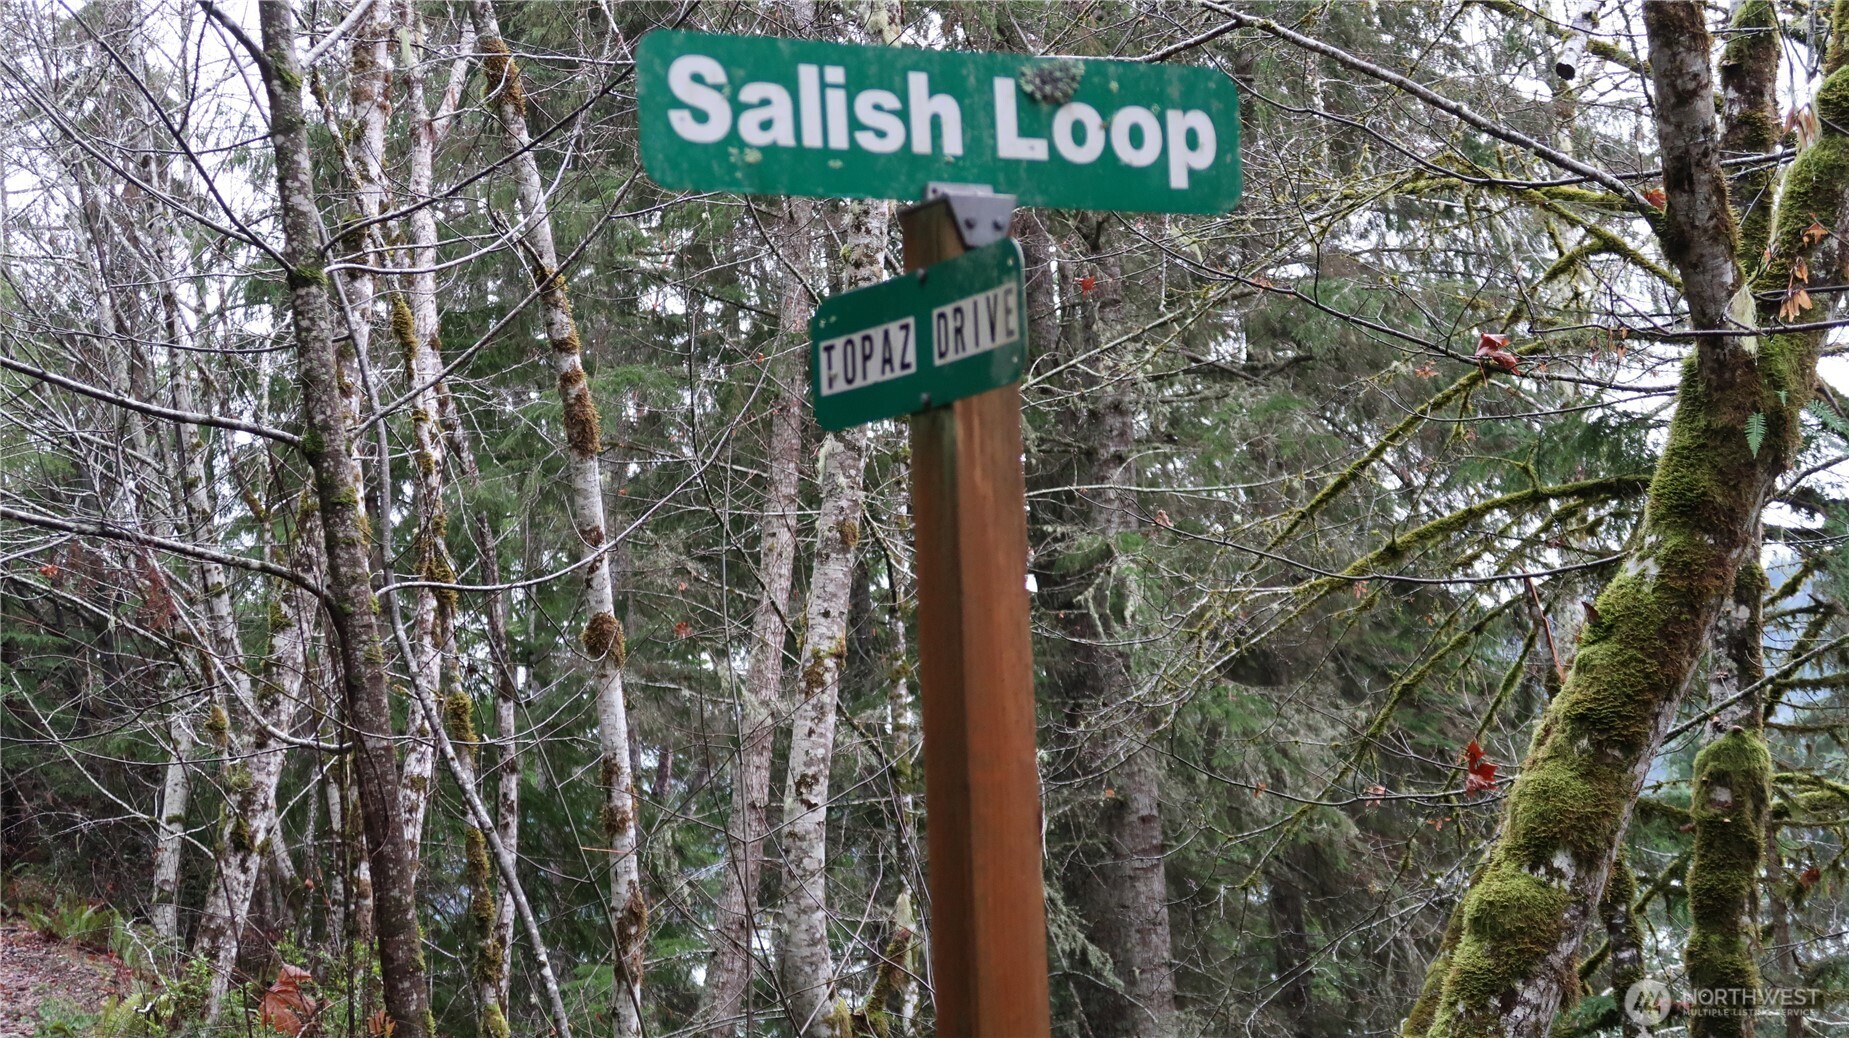 Salish Loop
TOPAZ DRIVE
NORTHWEST
MULTIPLE LISTING SERVICE